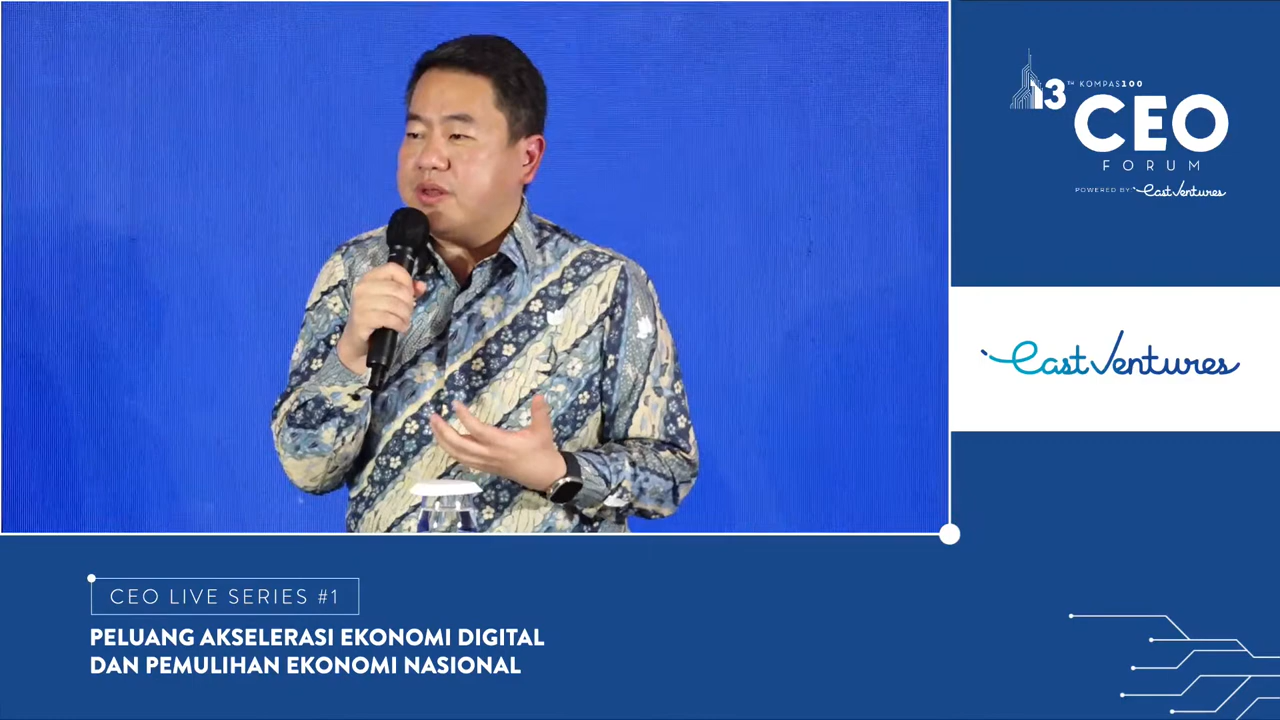 13TH KOMPAS100
CEO
FORUM
POWERED BY: East Ventures
East Ventures
CEO LIVE SERIES #1
PELUANG AKSELERASI EKONOMI DIGITAL
DAN PEMULIHAN EKONOMI NASIONAL